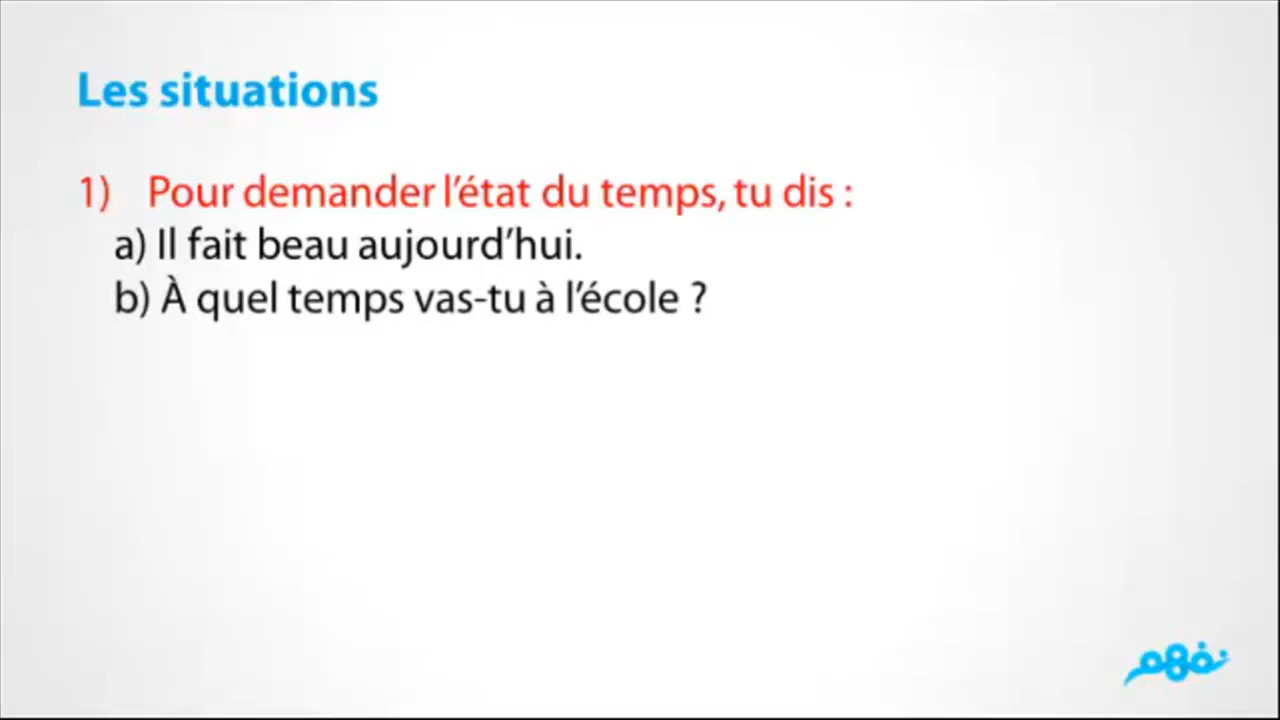 Les situations
1) Pour demander l’état du temps, tu dis :
a) Il fait beau aujourd’hui.
b) À quel temps vas-tu à l’école ?
نفهم